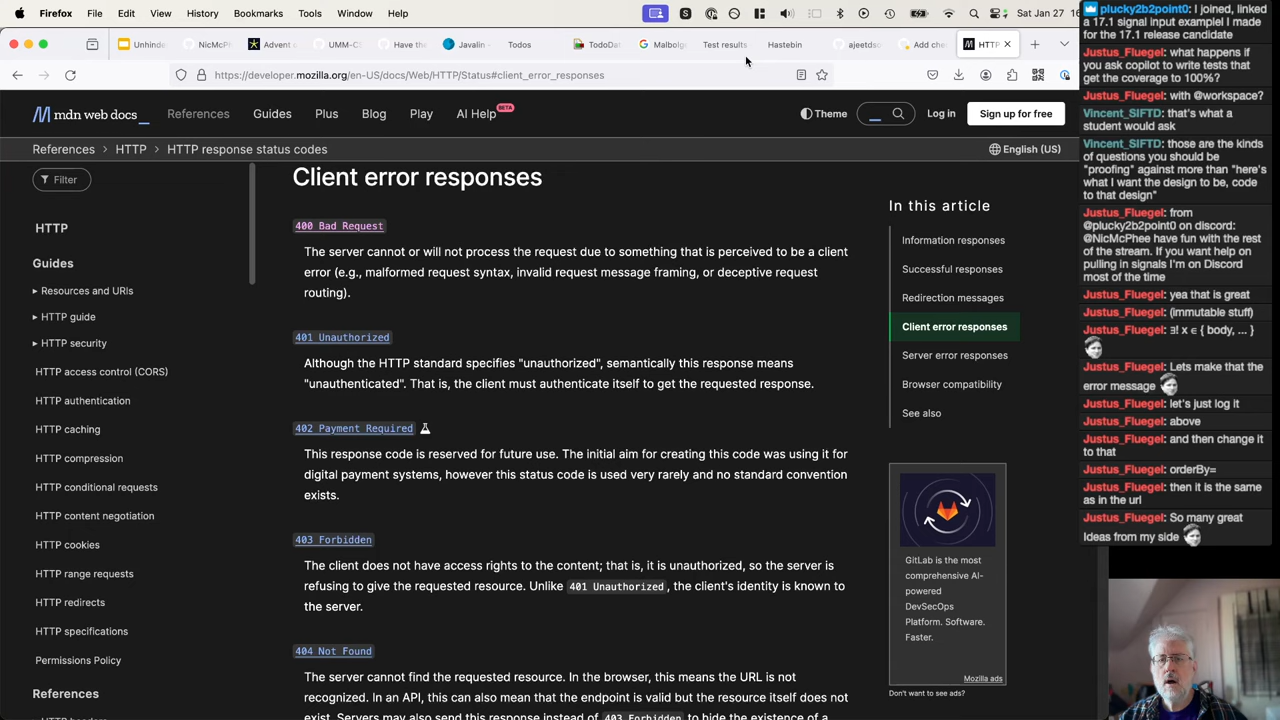 Firefox File Edit View History Bookmarks Tools Window Help Sat Jan 27 16
Unhind NicMcP Advent UMM-C Have the Javalin - Todos TodoDat Malbolg Test results Hastebin ajeetdso Add che HTTP
https://developer.mozilla.org/en-US/docs/Web/HTTP/Status#client_error_responses
mdn web docs References Guides Plus Blog Play AI Help BETA Theme Log in Sign up for free
References HTTP HTTP response status codes English (US)
Filter
HTTP
Guides
Resources and URIs
HTTP guide
HTTP security
HTTP access control (CORS)
HTTP authentication
HTTP caching
HTTP compression
HTTP conditional requests
HTTP content negotiation
HTTP cookies
HTTP range requests
HTTP redirects
HTTP specifications
Permissions Policy
References
Client error responses
400 Bad Request
The server cannot or will not process the request due to something that is perceived to be a client
error (e.g., malformed request syntax, invalid request message framing, or deceptive request
routing).
401 Unauthorized
Although the HTTP standard specifies "unauthorized", semantically this response means
"unauthenticated". That is, the client must authenticate itself to get the requested response.
402 Payment Required
This response code is reserved for future use. The initial aim for creating this code was using it for
digital payment systems, however this status code is used very rarely and no standard convention
exists.
403 Forbidden
The client does not have access rights to the content; that is, it is unauthorized, so the server is
refusing to give the requested resource. Unlike 401 Unauthorized, the client's identity is known to
the server.
404 Not Found
The server cannot find the requested resource. In the browser, this means the URL is not
recognized. In an API, this can also mean that the endpoint is valid but the resource itself does not
exist. Servers may also send this response instead of 403 Forbidden to hide the existence of a
In this article
Information responses
Successful responses
Redirection messages
Client error responses
Server error responses
Browser compatibility
See also
GitLab is the most
comprehensive AI-
powered
DevSecOps
Platform. Software.
Faster.
Mozilla ads
Don't want to see ads?
plucky2b2point0: I joined, linked
a 17.1 signal input exampleI I made
for the 17.1 release candidate
Justus_Fluegel: what happens if
you ask copilot to write tests that
get the coverage to 100%?
Justus_Fluegel: with @workspace?
Vincent_SIFTD: that's what a
student would ask
Vincent_SIFTD: those are the kinds
of questions you should be
"proofing" against more than "here's
what I want the design to be, code
to that design"
Justus_Fluegel: from
@plucky2b2point0 on discord:
@NicMcPhee have fun with the rest
of the stream. If you want help on
pulling in signals I'm on Discord
most of the time
Justus_Fluegel: yea that is great
Justus_Fluegel: (immutable stuff)
Justus_Fluegel: ∃! x ∈ { body, ... }
Justus_Fluegel: Lets make that the
error message
Justus_Fluegel: let's just log it
Justus_Fluegel: above
Justus_Fluegel: and then change it
to that
Justus_Fluegel: orderBy=
Justus_Fluegel: then it is the same
as in the url
Justus_Fluegel: So many great
Ideas from my side